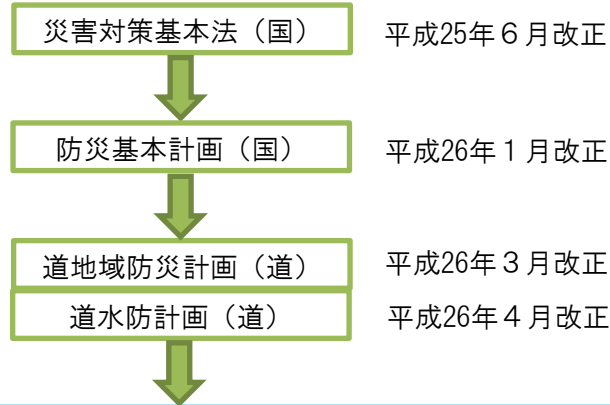 災害対策基本法（国） 平成25年６月改正
防災基本計画（国） 平成26年１月改正
道地域防災計画（道） 平成26年３月改正
道水防計画（道） 平成26年４月改正